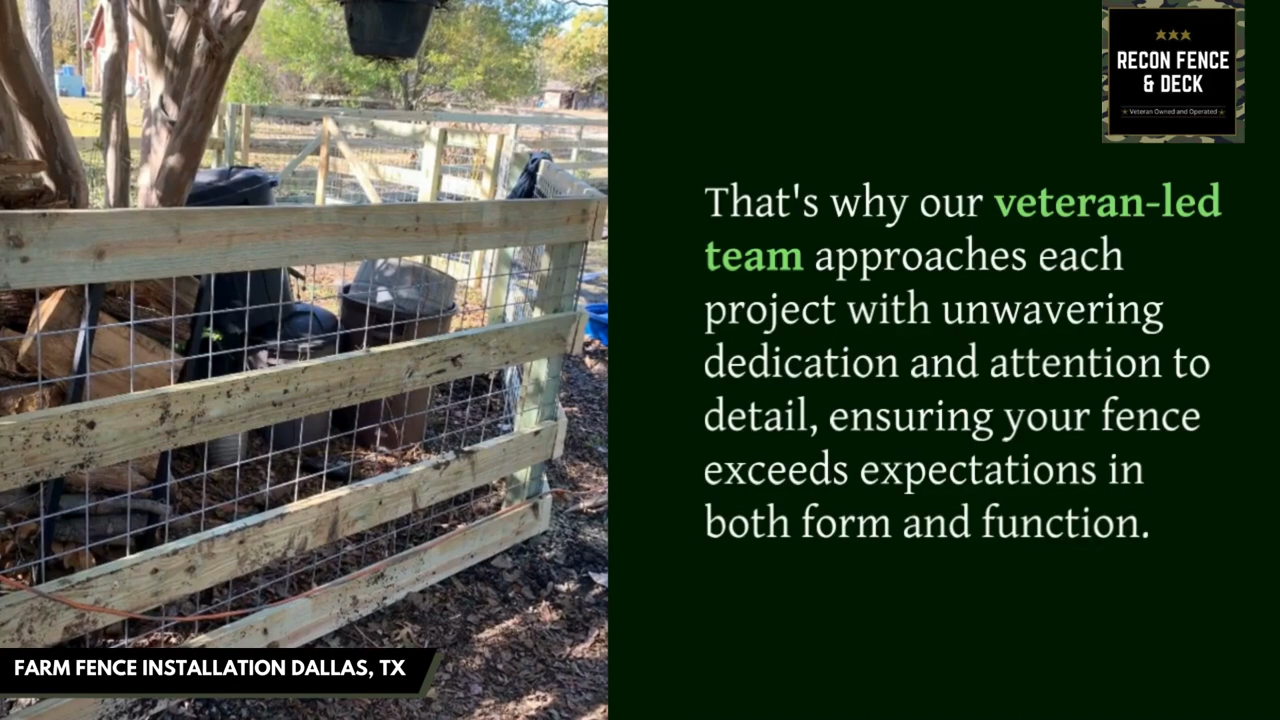 ★★★
RECON FENCE
& DECK
★ Veteran Owned and Operated ★
That's why our veteran-led
team approaches each
project with unwavering
dedication and attention to
detail, ensuring your fence
exceeds expectations in
both form and function.
FARM FENCE INSTALLATION DALLAS, TX